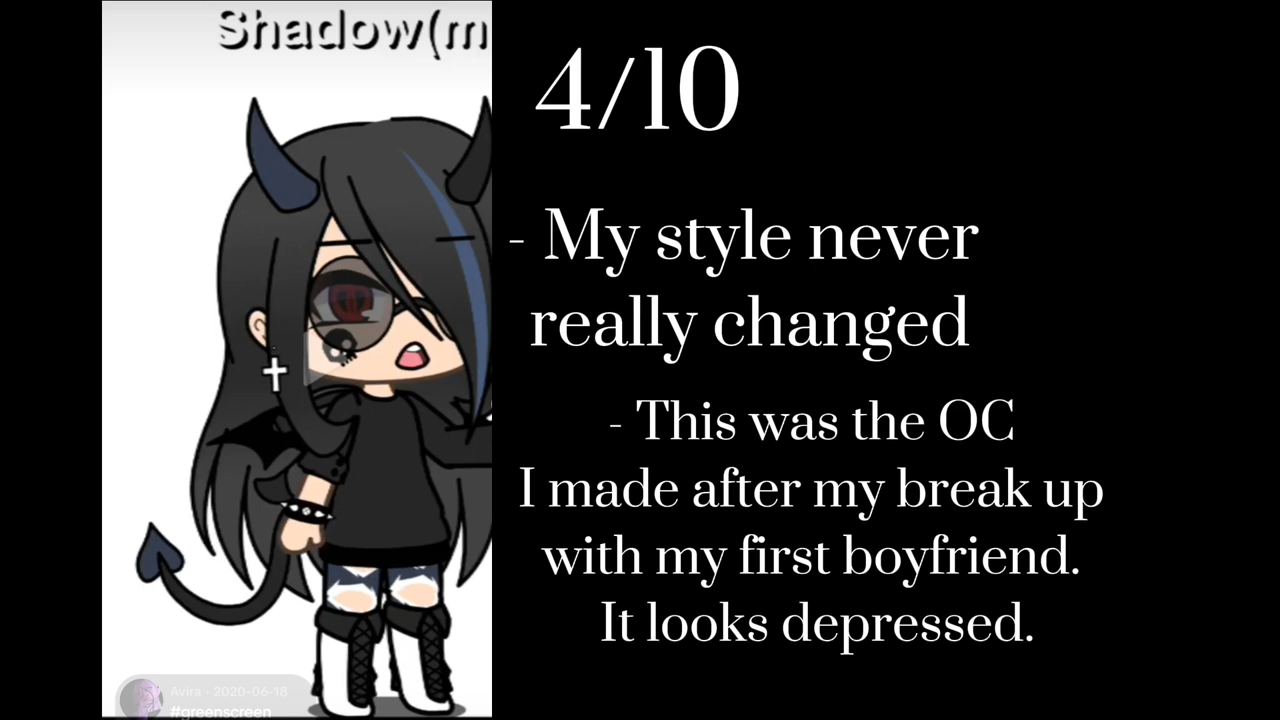 Shadow(m
4/10
- My style never
really changed
- This was the OC
I made after my break up
with my first boyfriend.
It looks depressed.
Avira · 2020-06-18
#greenscreen